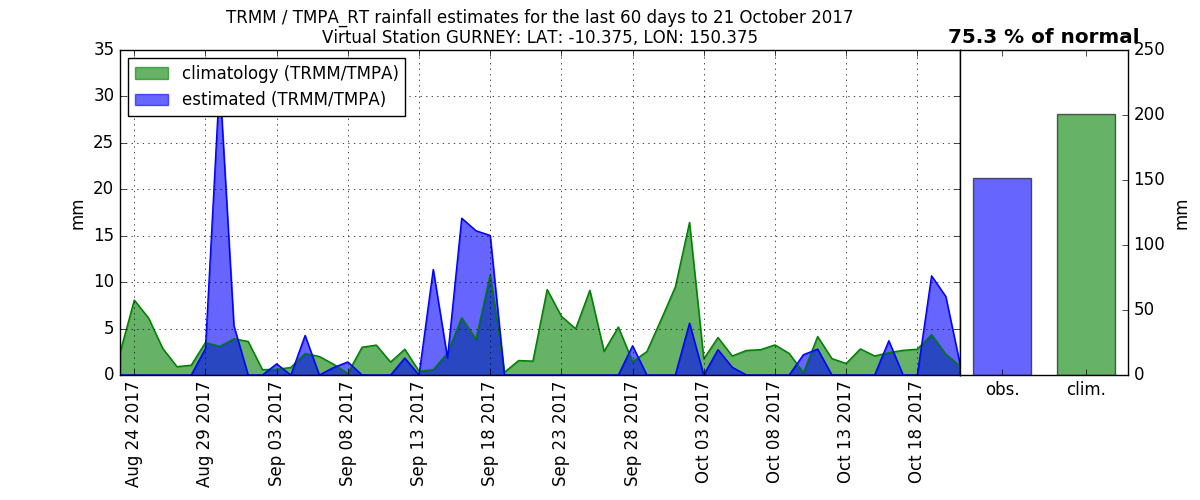 TRMM / TMPA_RT rainfall estimates for the last 60 days to 21 October 2017
Virtual Station GURNEY: LAT: -10.375, LON: 150.375
75.3 % of normal
climatology (TRMM/TMPA)
estimated (TRMM/TMPA)
35
30
25
20
15
10
5
0
mm
Aug 24 2017
Aug 29 2017
Sep 03 2017
Sep 08 2017
Sep 13 2017
Sep 18 2017
Sep 23 2017
Sep 28 2017
Oct 03 2017
Oct 08 2017
Oct 13 2017
Oct 18 2017
obs.
clim.
250
200
150
100
50
0
mm